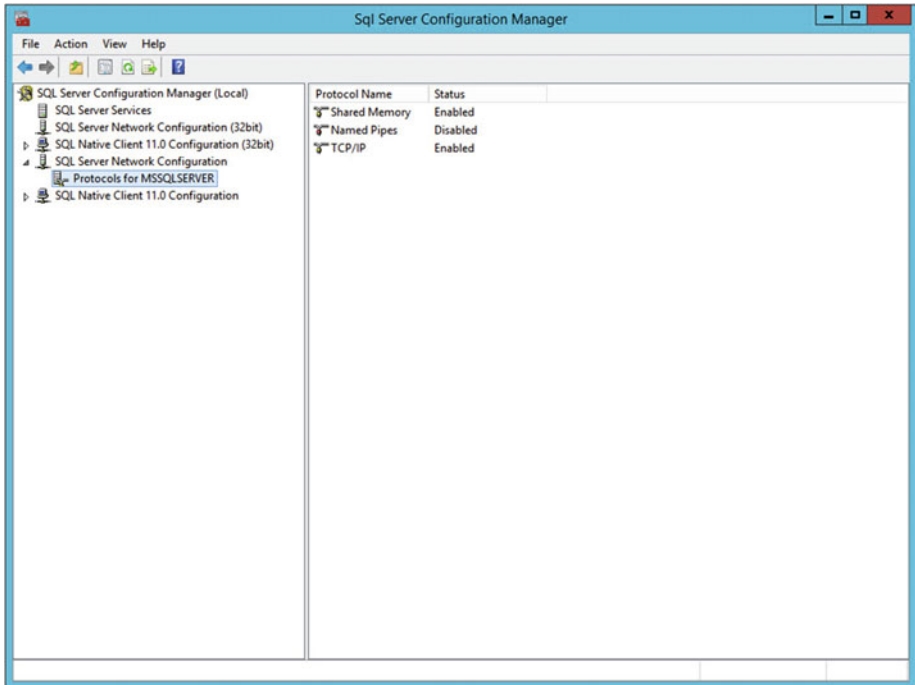 Sql Server Configuration Manager
File Action View Help
SQL Server Configuration Manager (Local)
SQL Server Services
SQL Server Network Configuration (32bit)
SQL Native Client 11.0 Configuration (32bit)
SQL Server Network Configuration
Protocols for MSSQLSERVER
SQL Native Client 11.0 Configuration
Protocol Name Status
Shared Memory Enabled
Named Pipes Disabled
TCP/IP Enabled